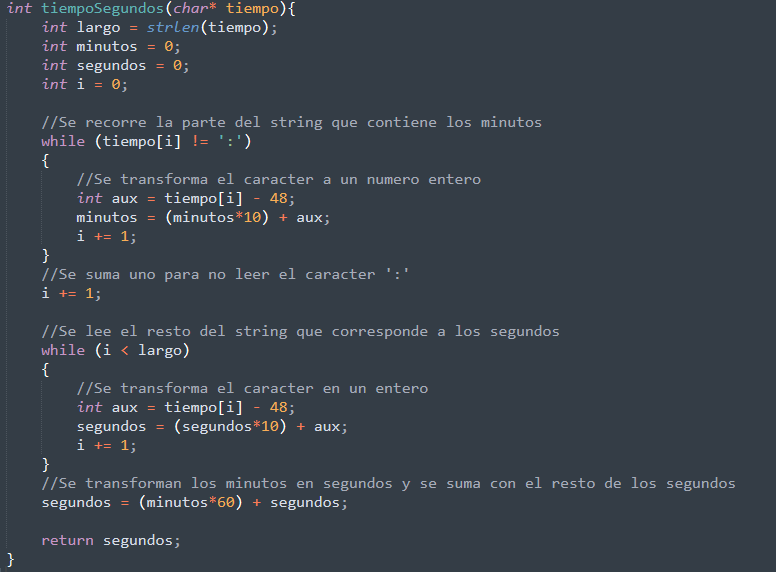 int tiempoSegundos(char* tiempo){
    int largo = strlen(tiempo);
    int minutos = 0;
    int segundos = 0;
    int i = 0;

    //Se recorre la parte del string que contiene los minutos
    while (tiempo[i] != ':')
    {
        //Se transforma el caracter a un numero entero
        int aux = tiempo[i] - 48;
        minutos = (minutos*10) + aux;
        i += 1;
    }
    //Se suma uno para no leer el caracter ':'
    i += 1;

    //Se lee el resto del string que corresponde a los segundos
    while (i < largo)
    {
        //Se transforma el caracter en un entero
        int aux = tiempo[i] - 48;
        segundos = (segundos*10) + aux;
        i += 1;
    }
    //Se transforman los minutos en segundos y se suma con el resto de los segundos
    segundos = (minutos*60) + segundos;

    return segundos;
}